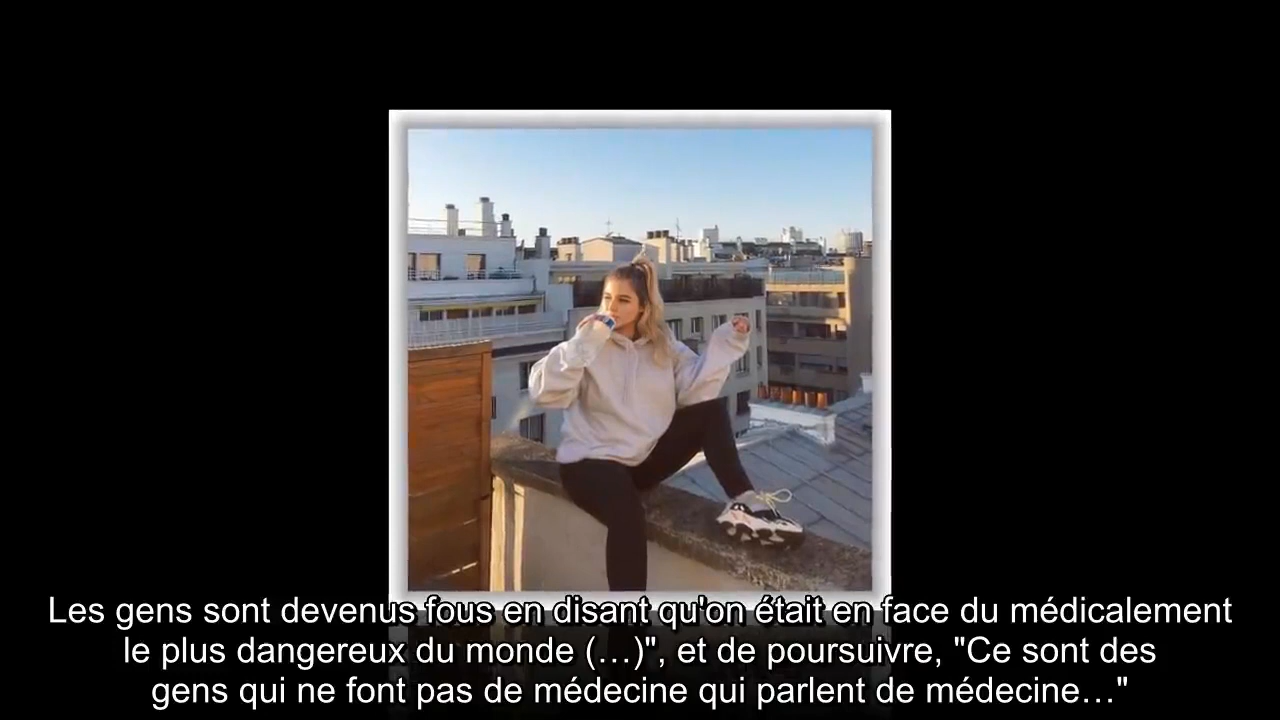 Les gens sont devenus fous en disant qu'on était en face du médicalement
le plus dangereux du monde (…)", et de poursuivre, "Ce sont des
gens qui ne font pas de médecine qui parlent de médecine…"